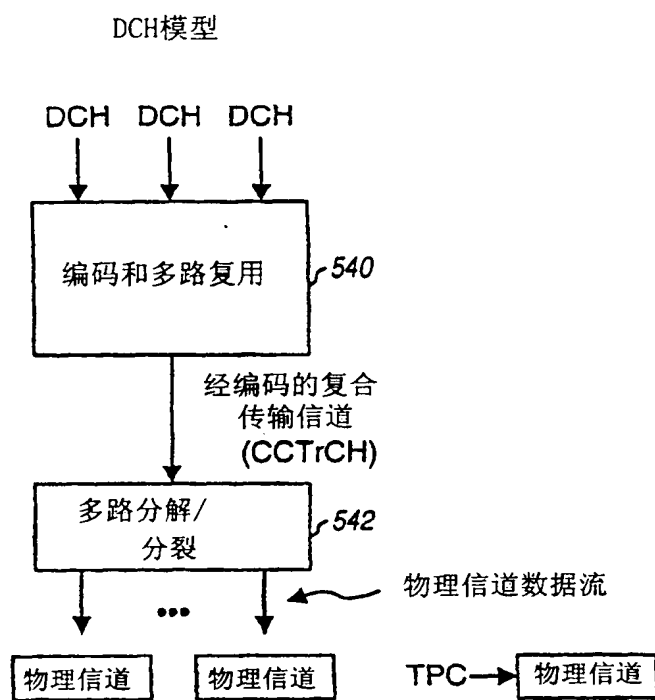 DCH模型
DCH DCH DCH
编码和多路复用
540
经编码的复合
传输信道
(CCTrCH)
多路分解/
分裂
542
物理信道数据流
物理信道 物理信道 TPC 物理信道